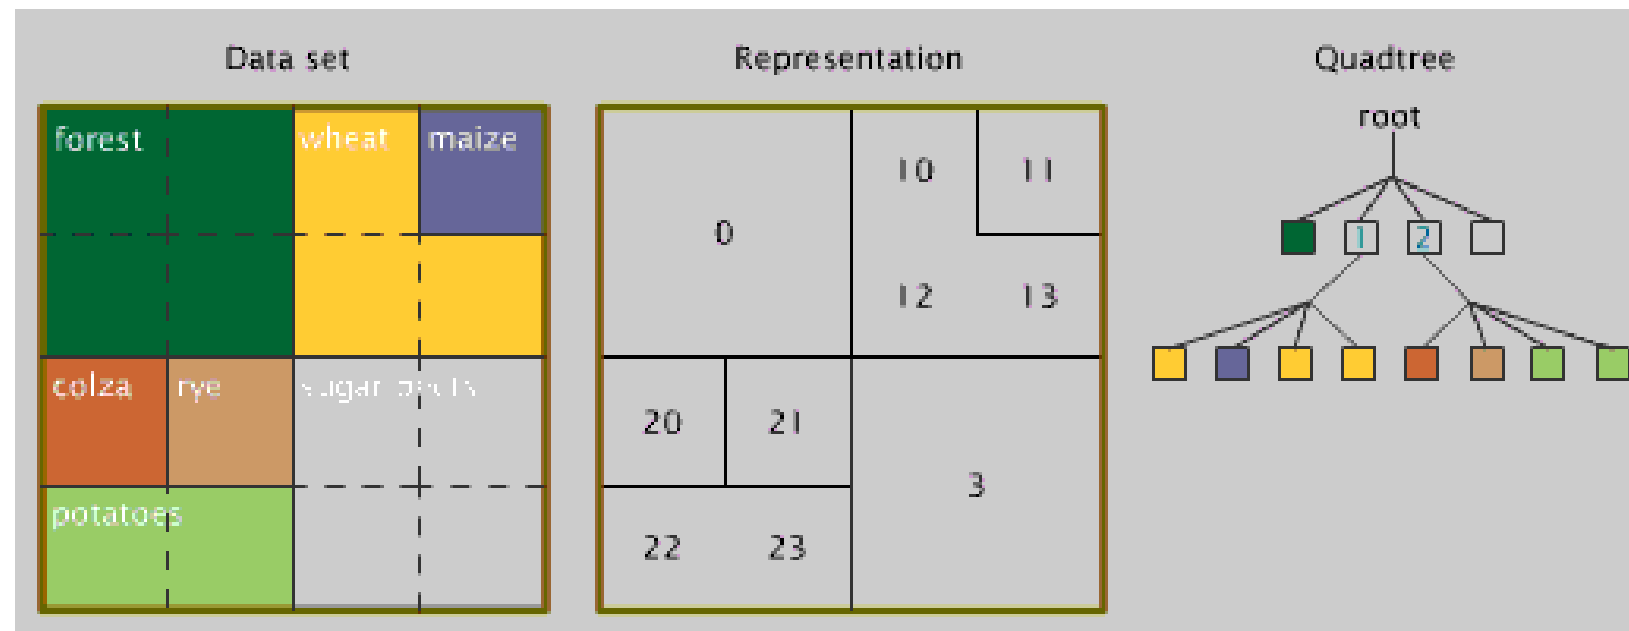 Data set
Representation
Quadtree
forest
wheat
maize
colza
rye
sugar
potatoes
0
10
11
12
13
20
21
22
23
3
root
1
2